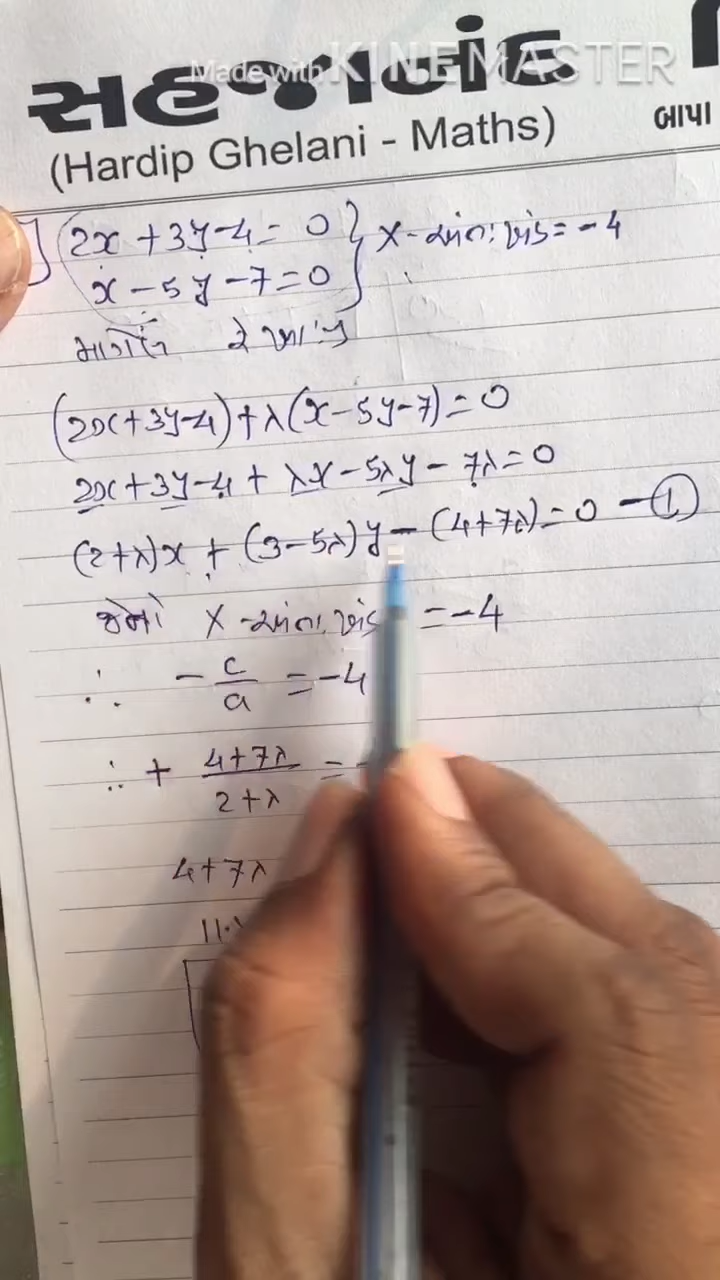 Made with KINEMASTER
સહજાનંદ
(Hardip Ghelani - Maths)
બાપા
2x + 3y - 4 = 0 } x-અંતઃખંડ = -4
x - 5y - 7 = 0
(2x+3y-4)+λ(x-5y-7)=0
2x+3y-4+λx-5λy-7λ=0
(2+λ)x + (3-5λ)y - (4+7λ)=0 - ①
x-અંતઃખંડ = -4
∴ - c/a = -4
∴ + 4+7λ / 2+λ =
4+7λ
11λ